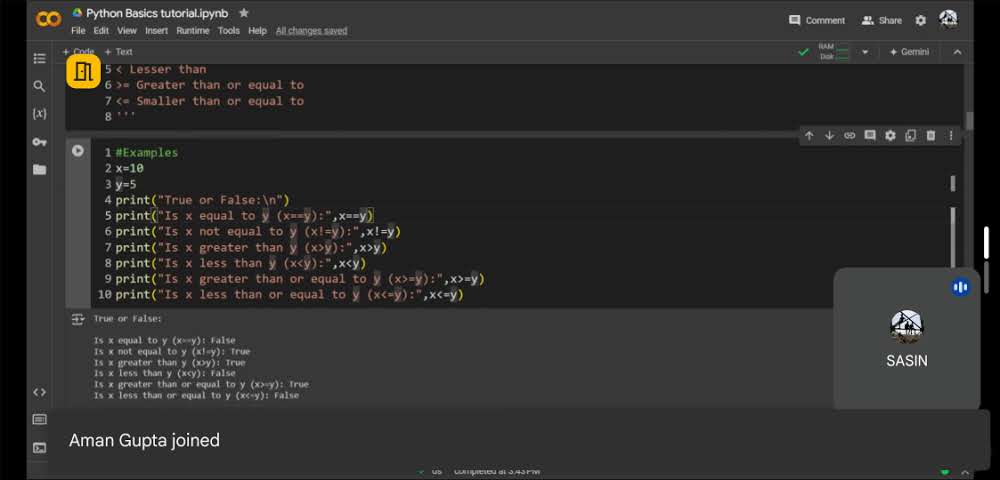 Python Basics tutorial.ipynb
Comment
Share
File Edit View Insert Runtime Tools Help All changes saved
+ Code + Text
RAM
Disk
Gemini
5 < Lesser than
6 >= Greater than or equal to
7 <= Smaller than or equal to
8 '''
1 #Examples
2 x=10
3 y=5
4 print("True or False:\n")
5 print("Is x equal to y (x==y):",x==y)
6 print("Is x not equal to y (x!=y):",x!=y)
7 print("Is x greater than y (x>y):",x>y)
8 print("Is x less than y (x<y):",x<y)
9 print("Is x greater than or equal to y (x>=y):",x>=y)
10 print("Is x less than or equal to y (x<=y):",x<=y)
True or False:
Is x equal to y (x==y): False
Is x not equal to y (x!=y): True
Is x greater than y (x>y): True
Is x less than y (x<y): False
Is x greater than or equal to y (x>=y): True
Is x less than or equal to y (x<=y): False
SASIN
Aman Gupta joined
0s completed at 3:43 PM